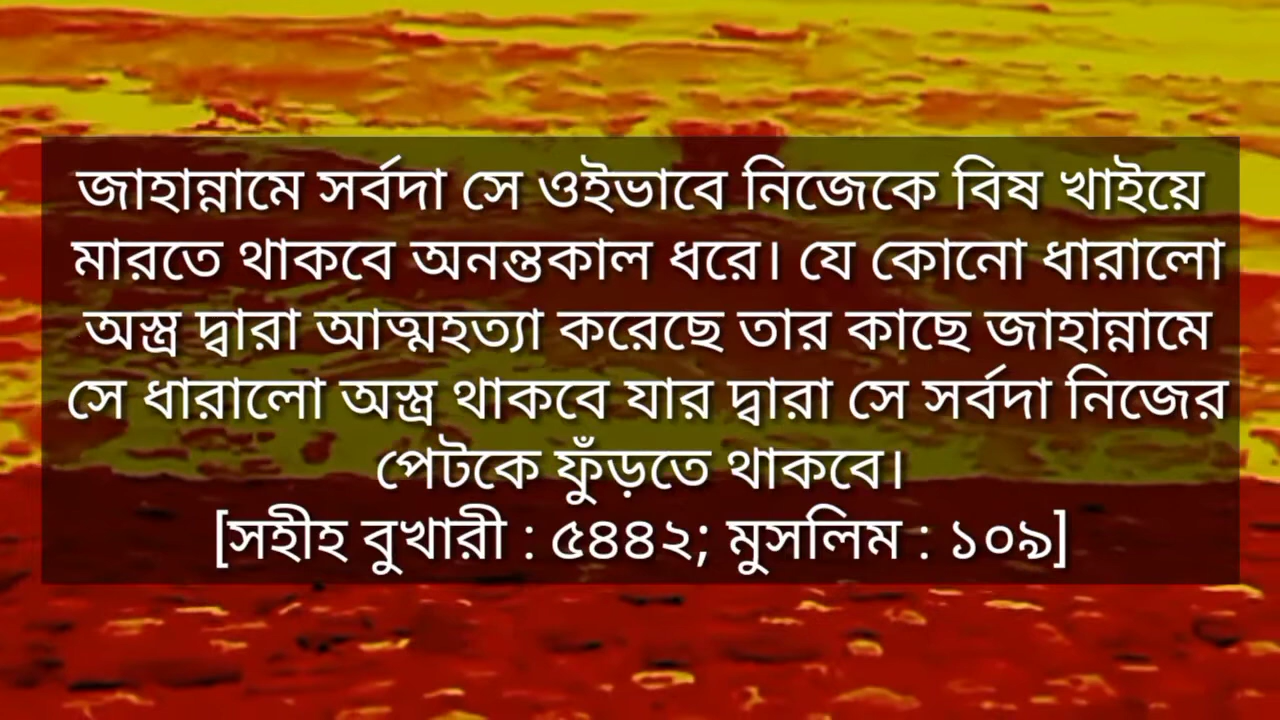 জাহান্নামে সর্বদা সে ওইভাবে নিজেকে বিষ খাইয়ে
মারতে থাকবে অনন্তকাল ধরে। যে কোনো ধারালো
অস্ত্র দ্বারা আত্মহত্যা করেছে তার কাছে জাহান্নামে
সে ধারালো অস্ত্র থাকবে যার দ্বারা সে সর্বদা নিজের
পেটকে ফুঁড়তে থাকবে।
[সহীহ বুখারী : ৫৪৪২; মুসলিম : ১০৯]